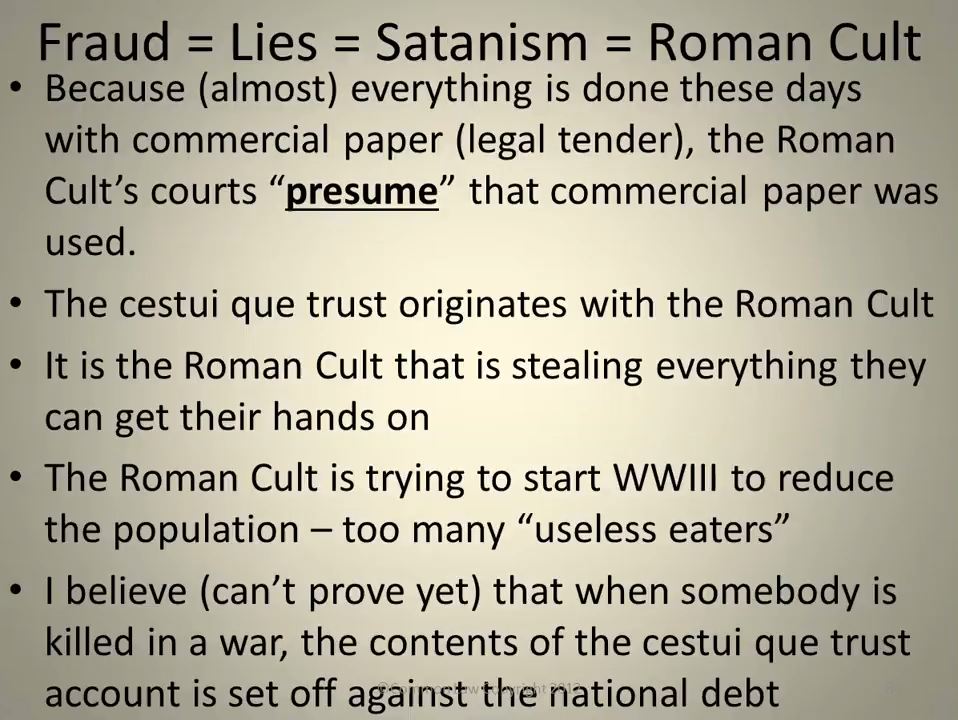 Fraud = Lies = Satanism = Roman Cult
• Because (almost) everything is done these days
with commercial paper (legal tender), the Roman
Cult’s courts “presume” that commercial paper was
used.
• The cestui que trust originates with the Roman Cult
• It is the Roman Cult that is stealing everything they
can get their hands on
• The Roman Cult is trying to start WWIII to reduce
the population – too many “useless eaters”
• I believe (can’t prove yet) that when somebody is
killed in a war, the contents of the cestui que trust
account is set off against the national debt